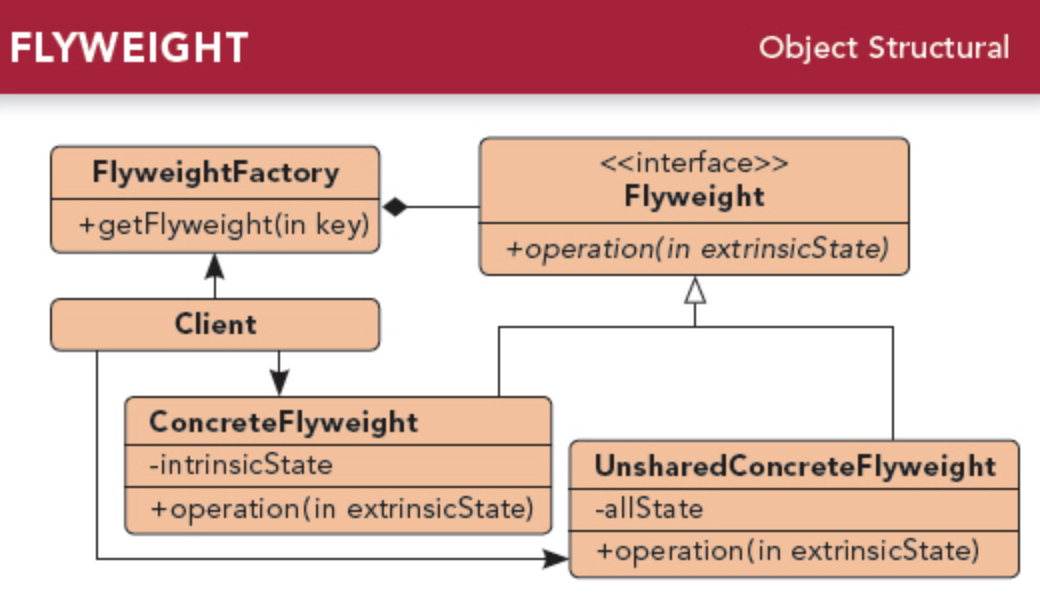 FLYWEIGHT
Object Structural
FlyweightFactory
+getFlyweight(in key)
<<interface>>
Flyweight
+operation(in extrinsicState)
Client
ConcreteFlyweight
-intrinsicState
+operation(in extrinsicState)
UnsharedConcreteFlyweight
-allState
+operation(in extrinsicState)